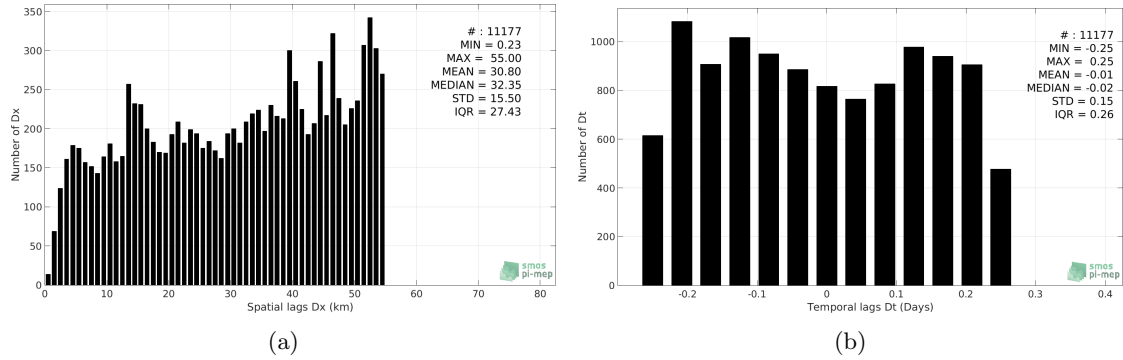 350
300
250
200
150
100
50
0
Number of Dx
# : 11177
MIN = 0.23
MAX = 55.00
MEAN = 30.80
MEDIAN = 32.35
STD = 15.50
IQR = 27.43
smos
pi-mep
0 10 20 30 40 50 60 70 80
Spatial lags Dx (km)
(a)
1000
800
600
400
200
0
Number of Dt
# : 11177
MIN = -0.25
MAX = 0.25
MEAN = -0.01
MEDIAN = -0.02
STD = 0.15
IQR = 0.26
smos
pi-mep
-0.2 -0.1 0 0.1 0.2 0.3 0.4
Temporal lags Dt (Days)
(b)